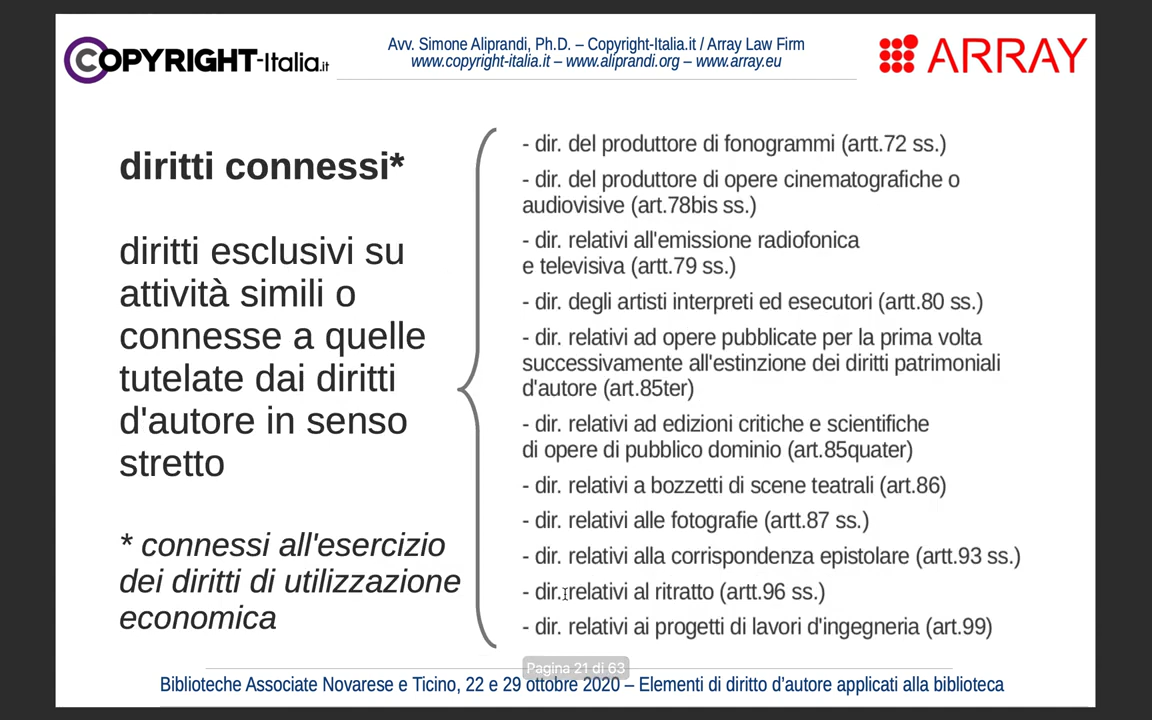 COPYRIGHT-Italia.it
Avv. Simone Aliprandi, Ph.D. – Copyright-Italia.it / Array Law Firm
www.copyright-italia.it – www.aliprandi.org – www.array.eu
ARRAY
diritti connessi*
diritti esclusivi su
attività simili o
connesse a quelle
tutelate dai diritti
d'autore in senso
stretto
* connessi all'esercizio
dei diritti di utilizzazione
economica
- dir. del produttore di fonogrammi (artt.72 ss.)
- dir. del produttore di opere cinematografiche o
audiovisive (art.78bis ss.)
- dir. relativi all'emissione radiofonica
e televisiva (artt.79 ss.)
- dir. degli artisti interpreti ed esecutori (artt.80 ss.)
- dir. relativi ad opere pubblicate per la prima volta
successivamente all'estinzione dei diritti patrimoniali
d'autore (art.85ter)
- dir. relativi ad edizioni critiche e scientifiche
di opere di pubblico dominio (art.85quater)
- dir. relativi a bozzetti di scene teatrali (art.86)
- dir. relativi alle fotografie (artt.87 ss.)
- dir. relativi alla corrispondenza epistolare (artt.93 ss.)
- dir. relativi al ritratto (artt.96 ss.)
- dir. relativi ai progetti di lavori d'ingegneria (art.99)
Pagina 21 di 63
Biblioteche Associate Novarese e Ticino, 22 e 29 ottobre 2020 – Elementi di diritto d'autore applicati alla biblioteca